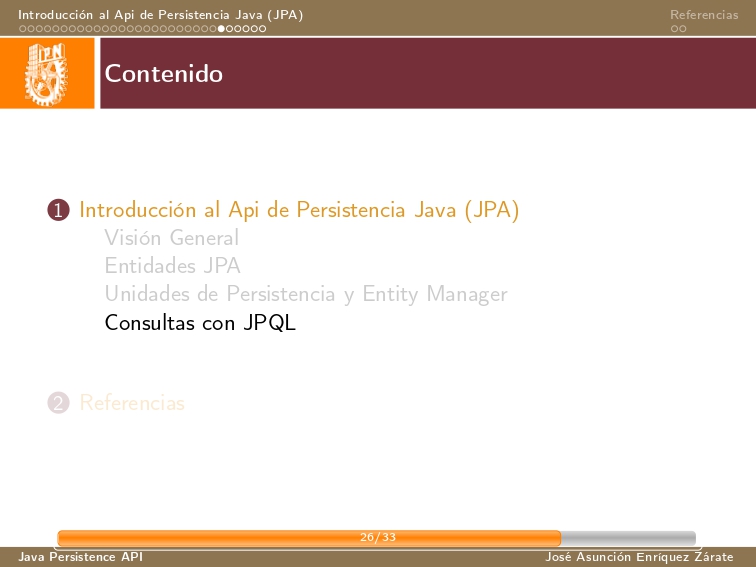 Introducción al Api de Persistencia Java (JPA)
Referencias
IPN
Contenido
1 Introducción al Api de Persistencia Java (JPA)
Visión General
Entidades JPA
Unidades de Persistencia y Entity Manager
Consultas con JPQL
2 Referencias
26/33
Java Persistence API
José Asunción Enríquez Zárate